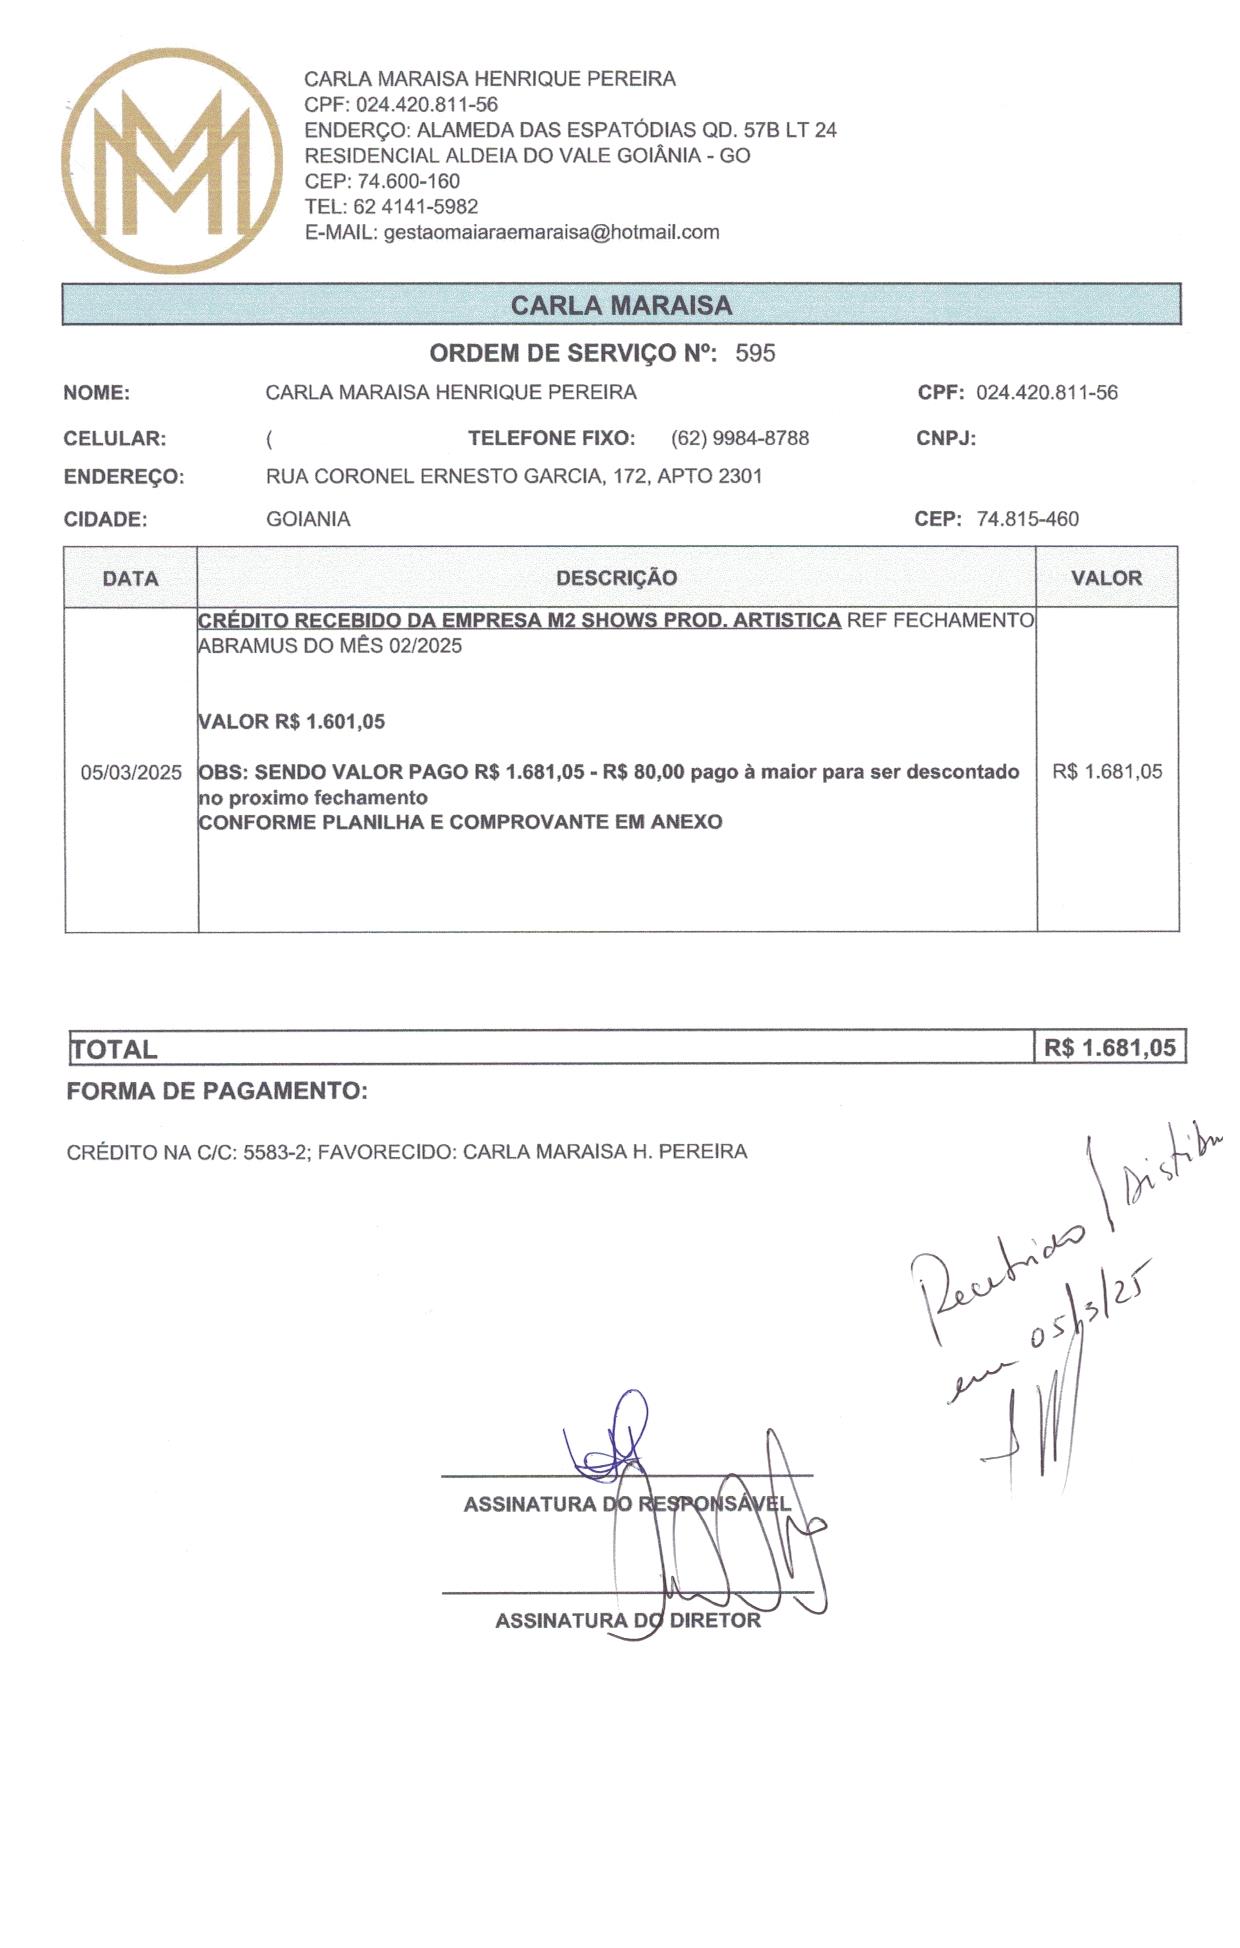 CARLA MARAISA HENRIQUE PEREIRA
CPF: 024.420.811-56
ENDERÇO: ALAMEDA DAS ESPATÓDIAS QD. 57B LT 24
RESIDENCIAL ALDEIA DO VALE GOIÂNIA - GO
CEP: 74.600-160
TEL: 62 4141-5982
E-MAIL: gestaomaiaraemaraisa@hotmail.com
CARLA MARAISA
ORDEM DE SERVIÇO Nº: 595
NOME: CARLA MARAISA HENRIQUE PEREIRA CPF: 024.420.811-56
CELULAR: ( TELEFONE FIXO: (62) 9984-8788 CNPJ:
ENDEREÇO: RUA CORONEL ERNESTO GARCIA, 172, APTO 2301
CIDADE: GOIANIA CEP: 74.815-460
DATA DESCRIÇÃO VALOR
CRÉDITO RECEBIDO DA EMPRESA M2 SHOWS PROD. ARTISTICA REF FECHAMENTO
ABRAMUS DO MÊS 02/2025
VALOR R$ 1.601,05
05/03/2025 OBS: SENDO VALOR PAGO R$ 1.681,05 - R$ 80,00 pago à maior para ser descontado R$ 1.681,05
no proximo fechamento
CONFORME PLANILHA E COMPROVANTE EM ANEXO
TOTAL R$ 1.681,05
FORMA DE PAGAMENTO:
CRÉDITO NA C/C: 5583-2; FAVORECIDO: CARLA MARAISA H. PEREIRA
em 05/3/25
ASSINATURA DO RESPONSÁVEL
ASSINATURA DO DIRETOR